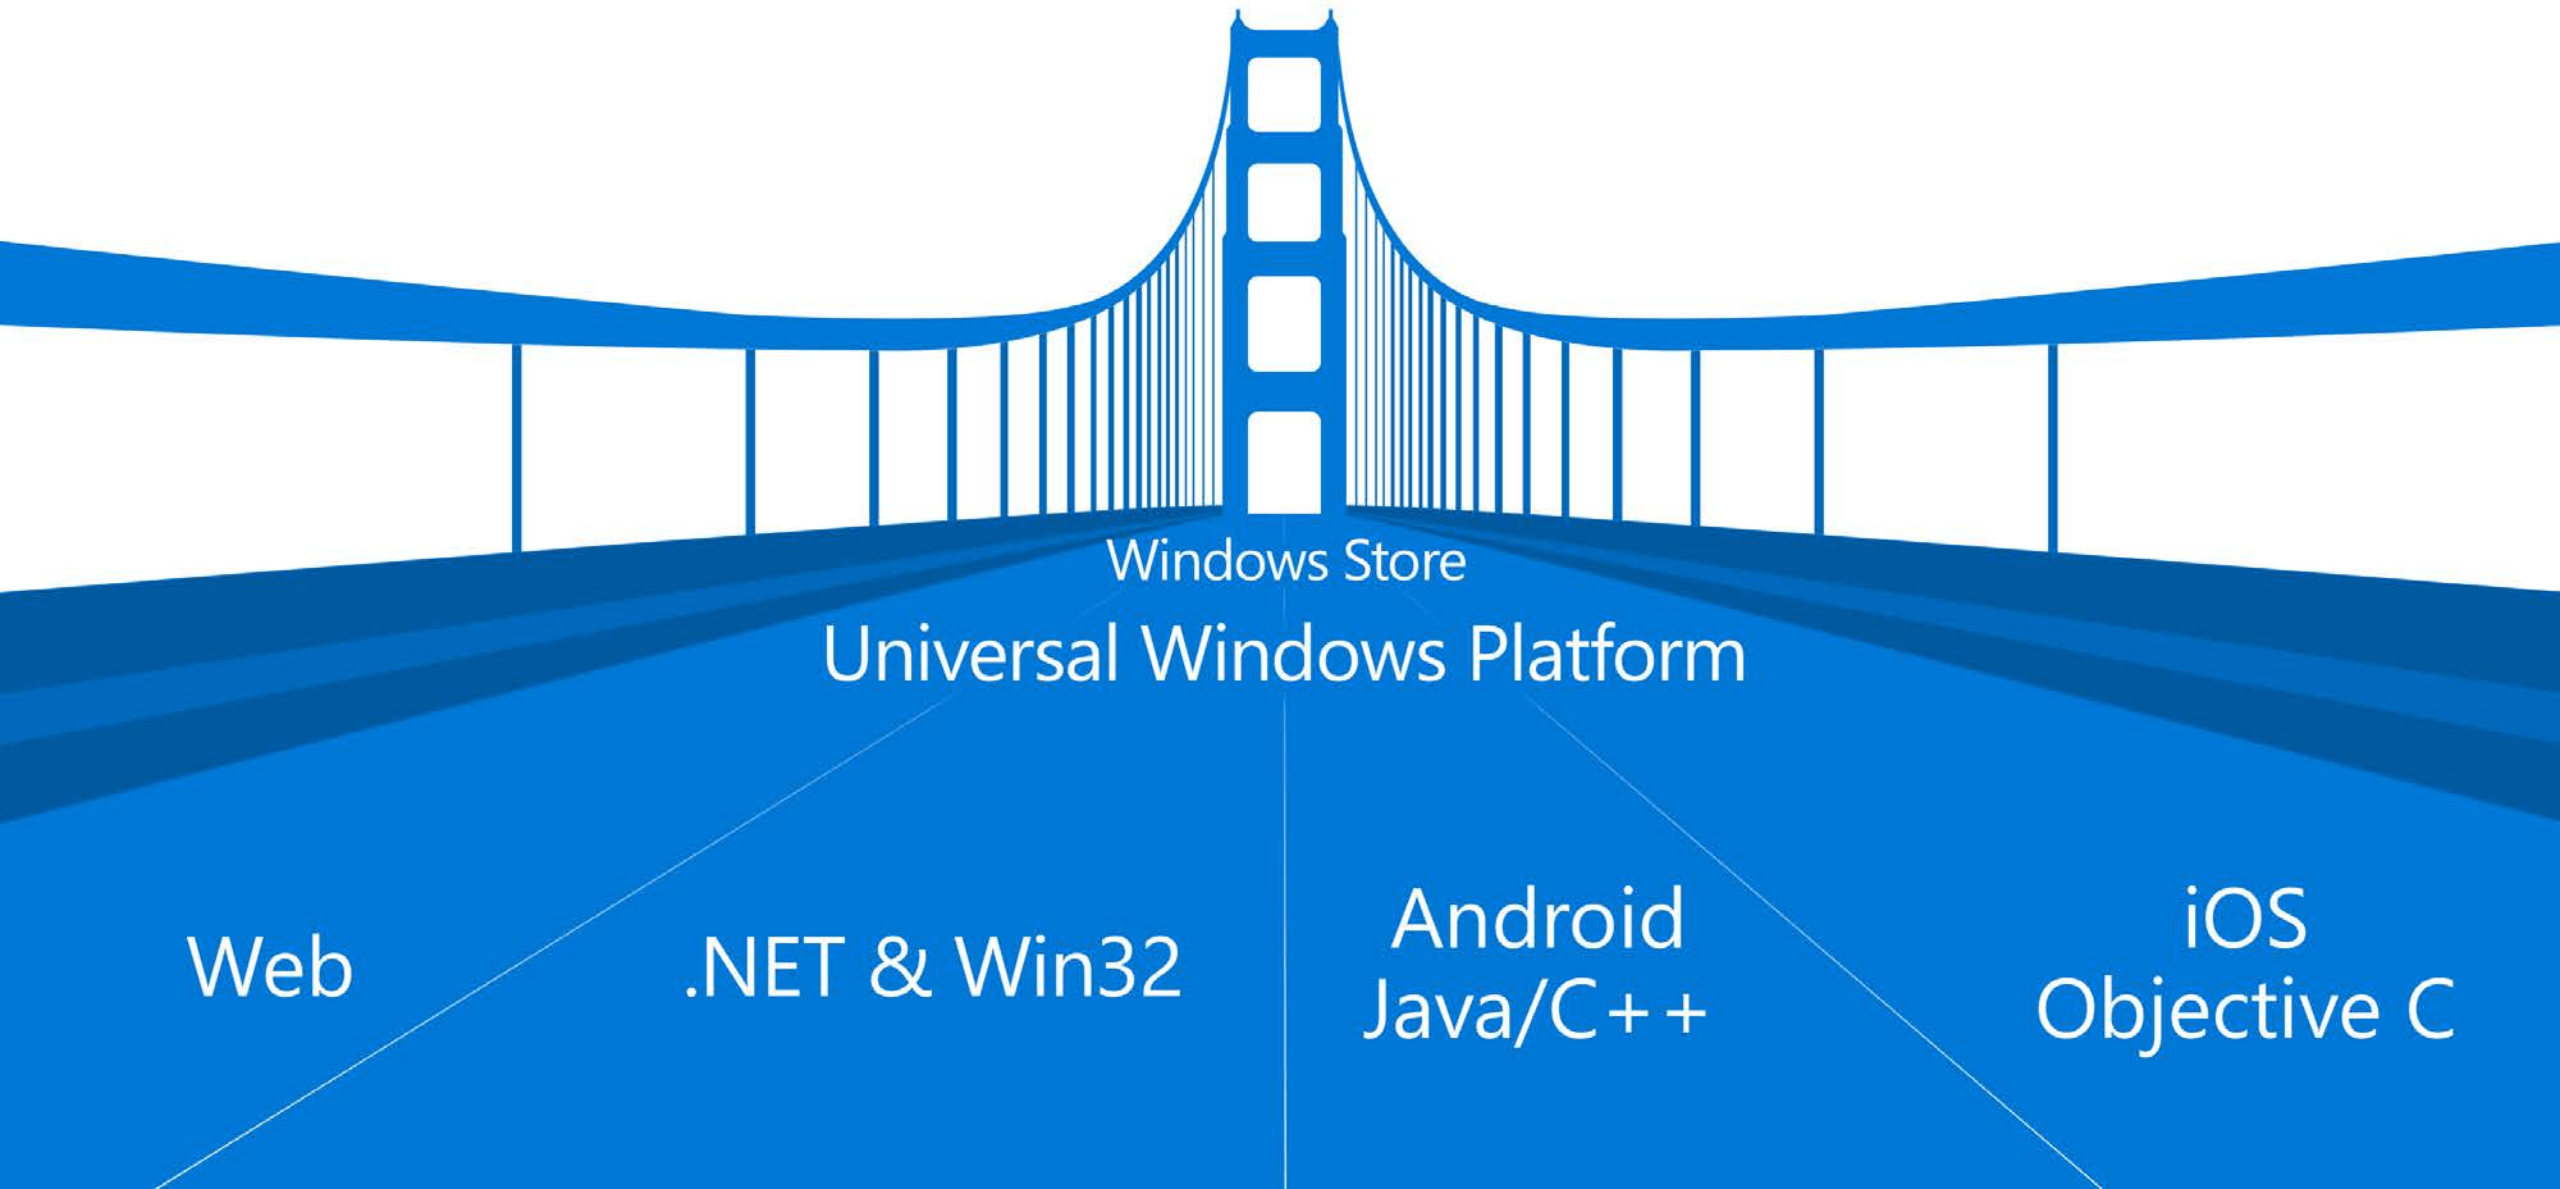 Windows Store
Universal Windows Platform
Web
.NET & Win32
Android
Java/C++
iOS
Objective C